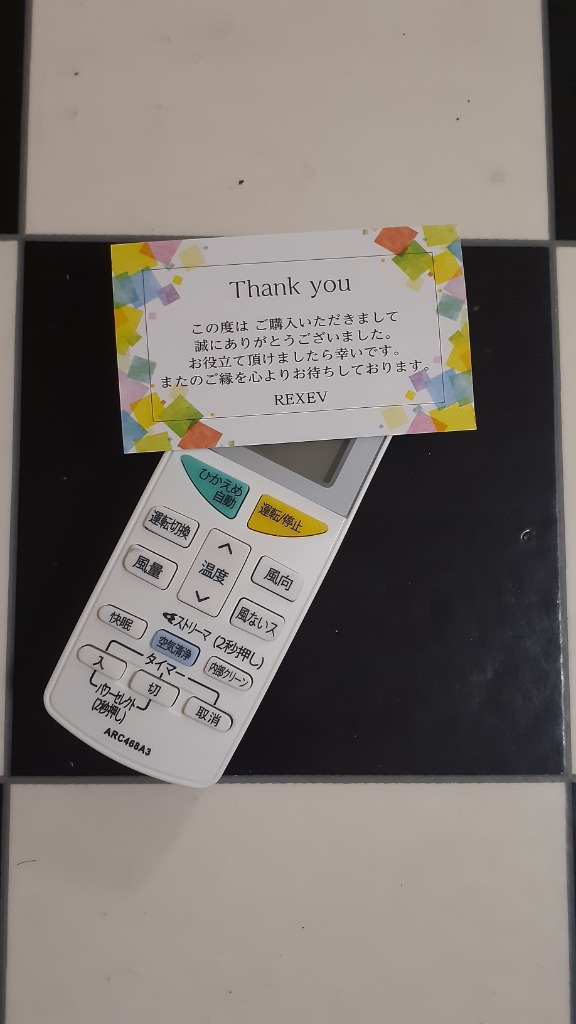 Thank you
この度は ご購入いただきまして
誠にありがとうございました。
お役立て頂けましたら幸いです。
またのご縁を心よりお待ちしております。
REXEV
ひかえめ
自動
運転/停止
運転切換
風量
温度
風向
風ないス
快眠
ストリーマ (2秒押し)
空気清浄
内部クリーン
タイマー
入
切
取消
パワーセレクト
(2秒押し)
ARC468A3